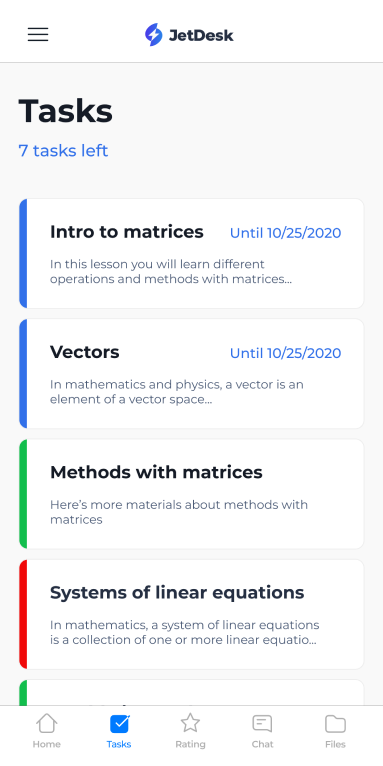 JetDesk
Tasks
7 tasks left
Intro to matrices
Until 10/25/2020
In this lesson you will learn different
operations and methods with matrices...
Vectors
Until 10/25/2020
In mathematics and physics, a vector is an
element of a vector space...
Methods with matrices
Here's more materials about methods with
matrices
Systems of linear equations
In mathematics, a system of linear equations
is a collection of one or more linear equatio...
Home
Tasks
Rating
Chat
Files